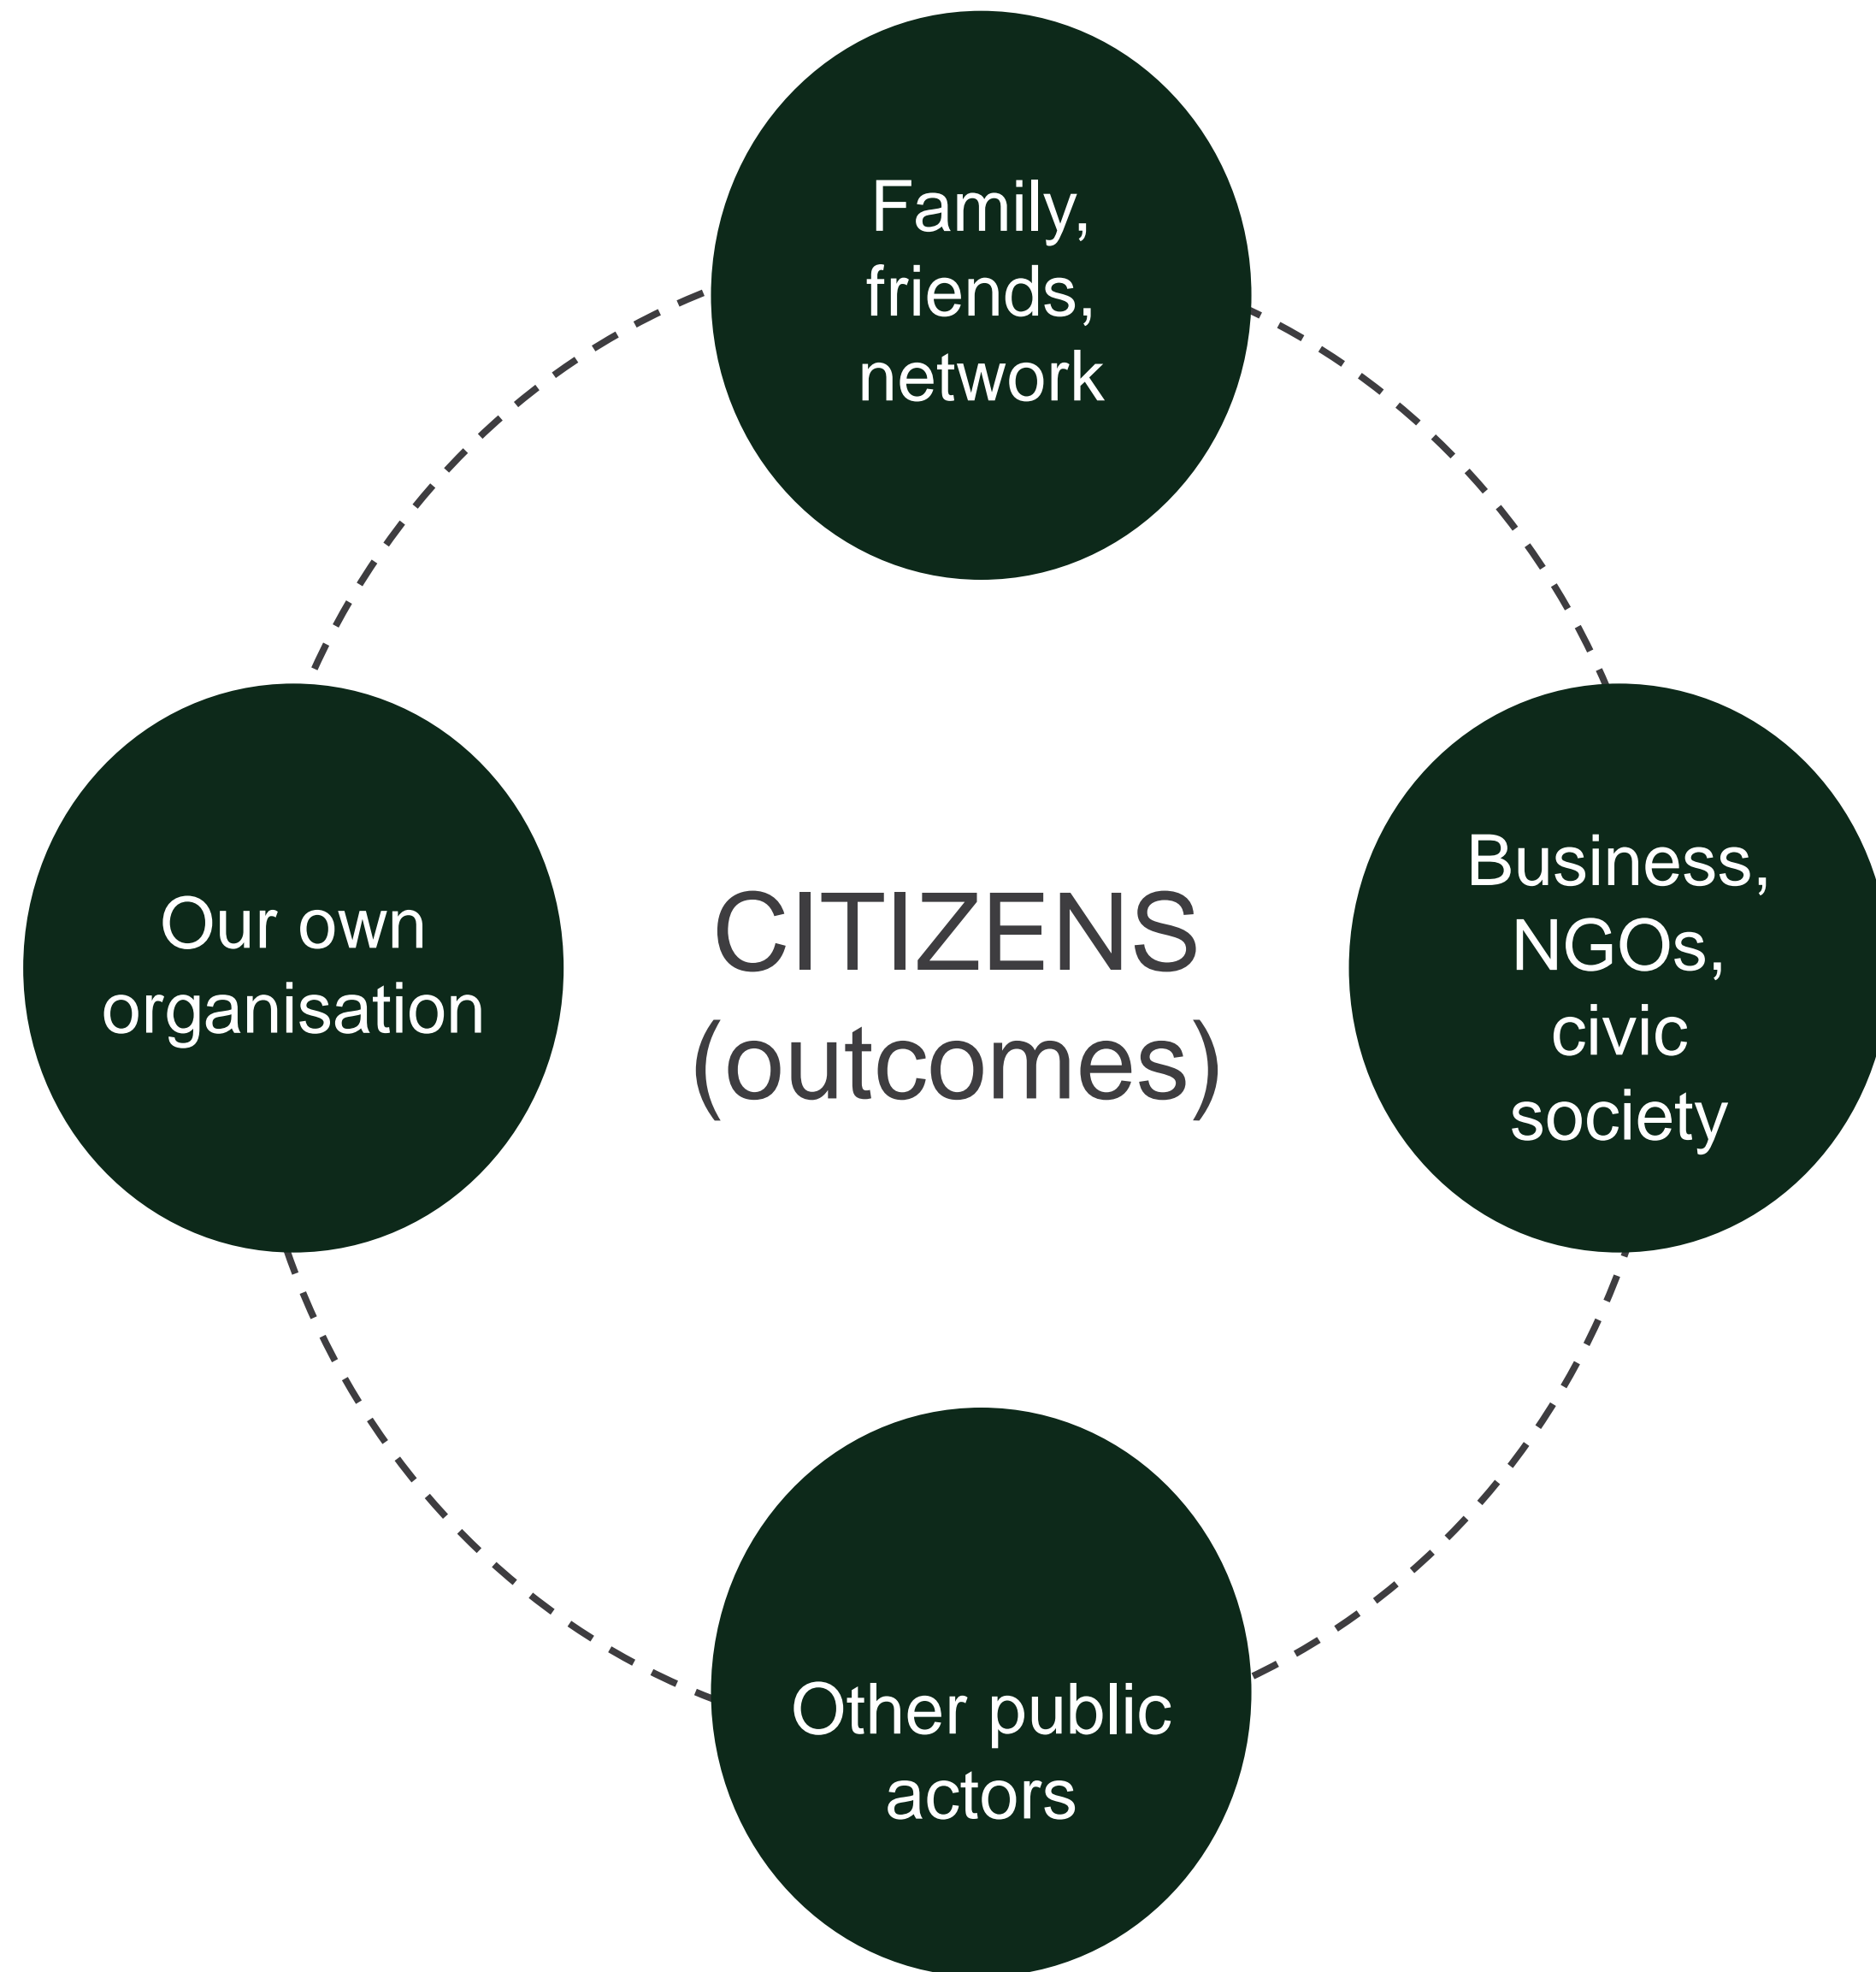 Family,
friends,
network
Our own
organisation
CITIZENS
(outcomes)
Business,
NGOs,
civic
society
Other public
actors